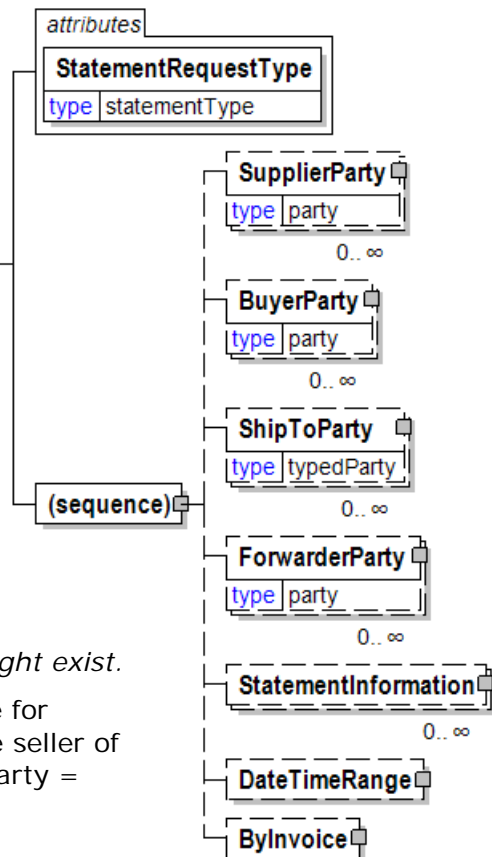 attributes
StatementRequestType
type statementType
SupplierParty
type party
0.. ∞
BuyerParty
type party
0.. ∞
ShipToParty
type typedParty
0.. ∞
(sequence)
ForwarderParty
type party
0.. ∞
ght exist.
StatementInformation
e for
0.. ∞
e seller of
arty =
DateTimeRange
ByInvoice